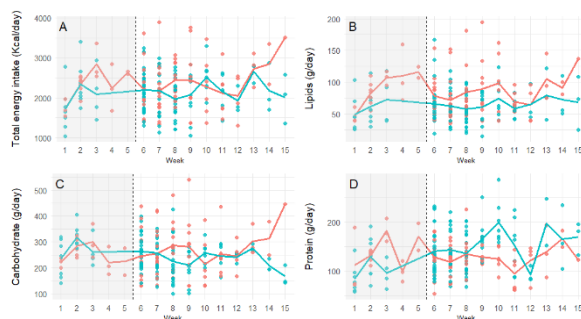 A
Total energy intake (Kcal/day)
4000
3000
2000
1000
1 2 3 4 5 6 7 8 9 10 11 12 13 14 15
Week
B
Lipids (g/day)
200
150
100
50
0
1 2 3 4 5 6 7 8 9 10 11 12 13 14 15
Week
C
Carbohydrate (g/day)
500
400
300
200
100
1 2 3 4 5 6 7 8 9 10 11 12 13 14 15
Week
D
Protein (g/day)
200
150
100
1 2 3 4 5 6 7 8 9 10 11 12 13 14 15
Week